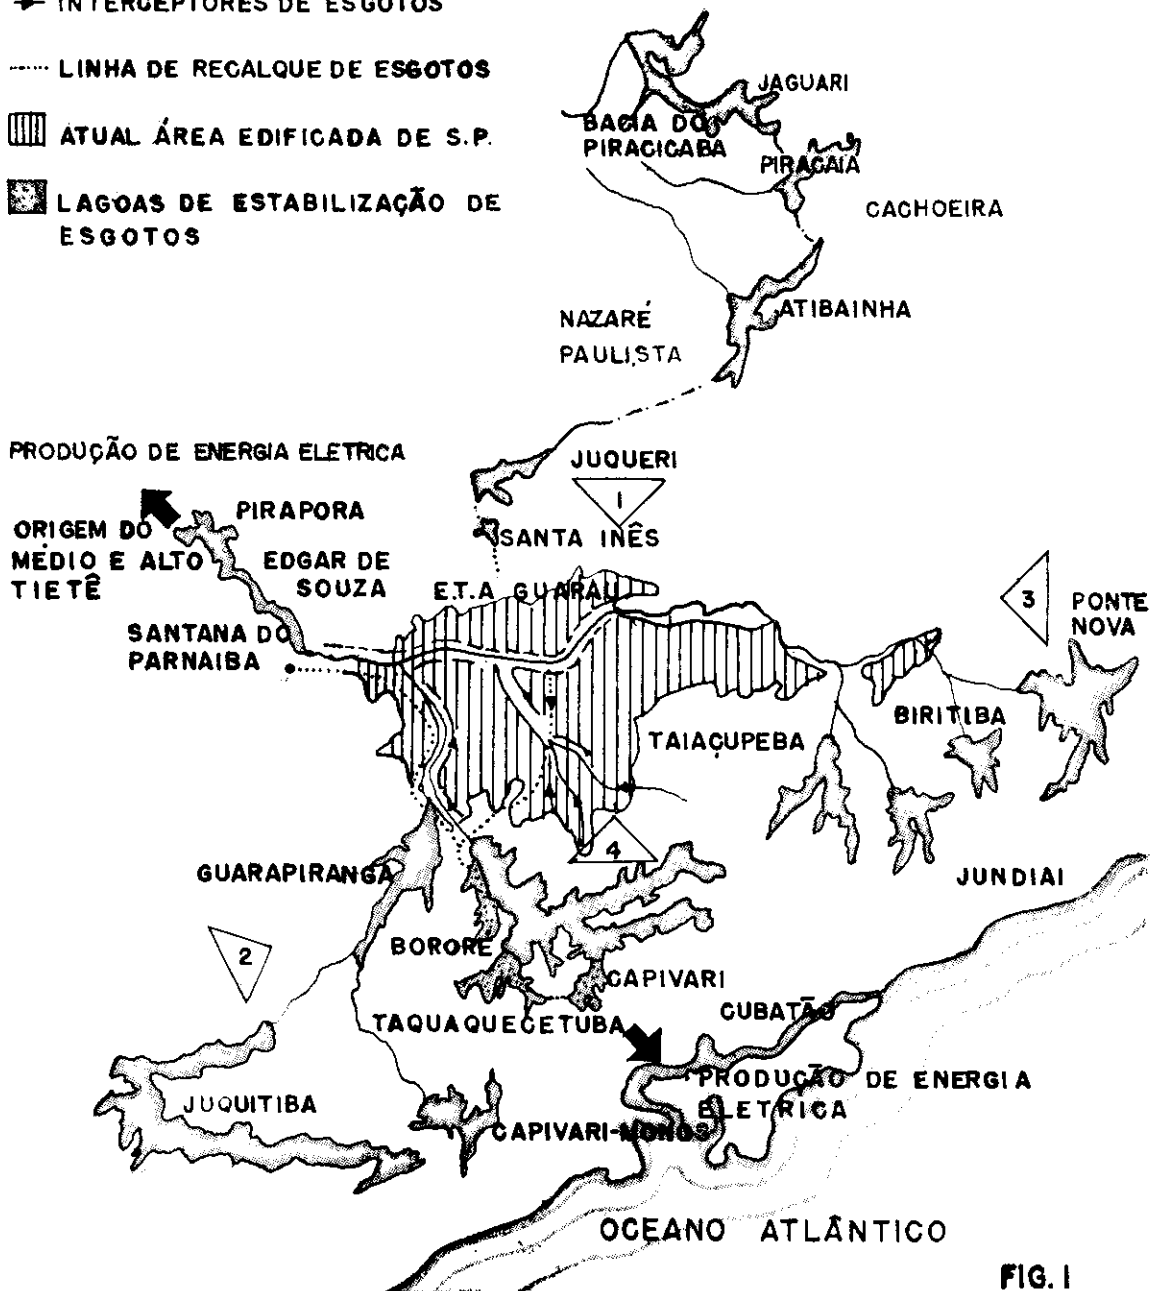 INTERCEPTORES DE ESGOTOS
LINHA DE RECALQUE DE ESGOTOS
ATUAL ÁREA EDIFICADA DE S.P.
LAGOAS DE ESTABILIZAÇÃO DE
ESGOTOS
JAGUARI
BACIA DO
PIRACICABA
PIRACAIA
CACHOEIRA
ATIBAINHA
NAZARÉ
PAULISTA
PRODUÇÃO DE ENERGIA ELETRICA
JUQUERI
1
PIRAPORA
ORIGEM DO
MÉDIO E ALTO
TIETÊ
SANTA INÊS
EDGAR DE
SOUZA
E.T.A GUARAU
3
PONTE
NOVA
SANTANA DO
PARNAIBA
BIRITIBA
TAIAÇUPEBA
4
GUARAPIRANGA
JUNDIAI
2
BORORE
CAPIVARI
CUBATÃO
TAQUAQUECETUBA
PRODUÇÃO DE ENERGIA
ELETRICA
JUQUITIBA
CAPIVARI-MONOS
OCEANO ATLÂNTICO
FIG. I